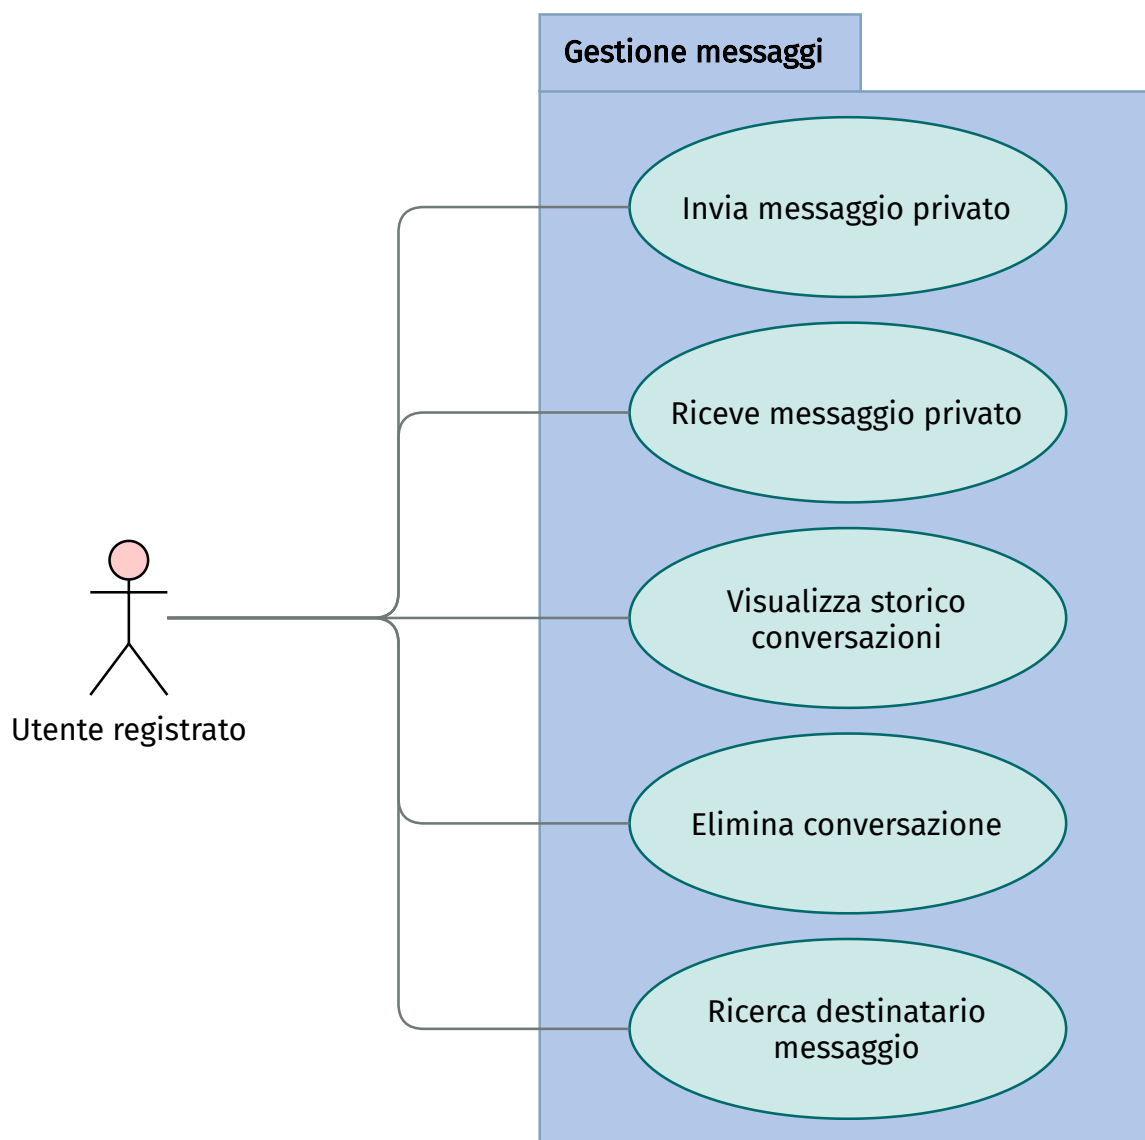 Gestione messaggi
Invia messaggio privato
Riceve messaggio privato
Visualizza storico
conversazioni
Utente registrato
Elimina conversazione
Ricerca destinatario
messaggio